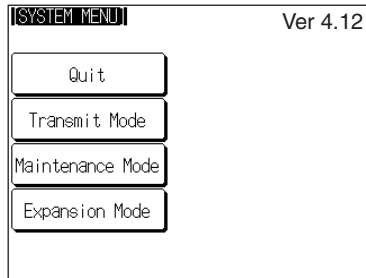 [SYSTEM MENU]
Ver 4.12
Quit
Transmit Mode
Maintenance Mode
Expansion Mode